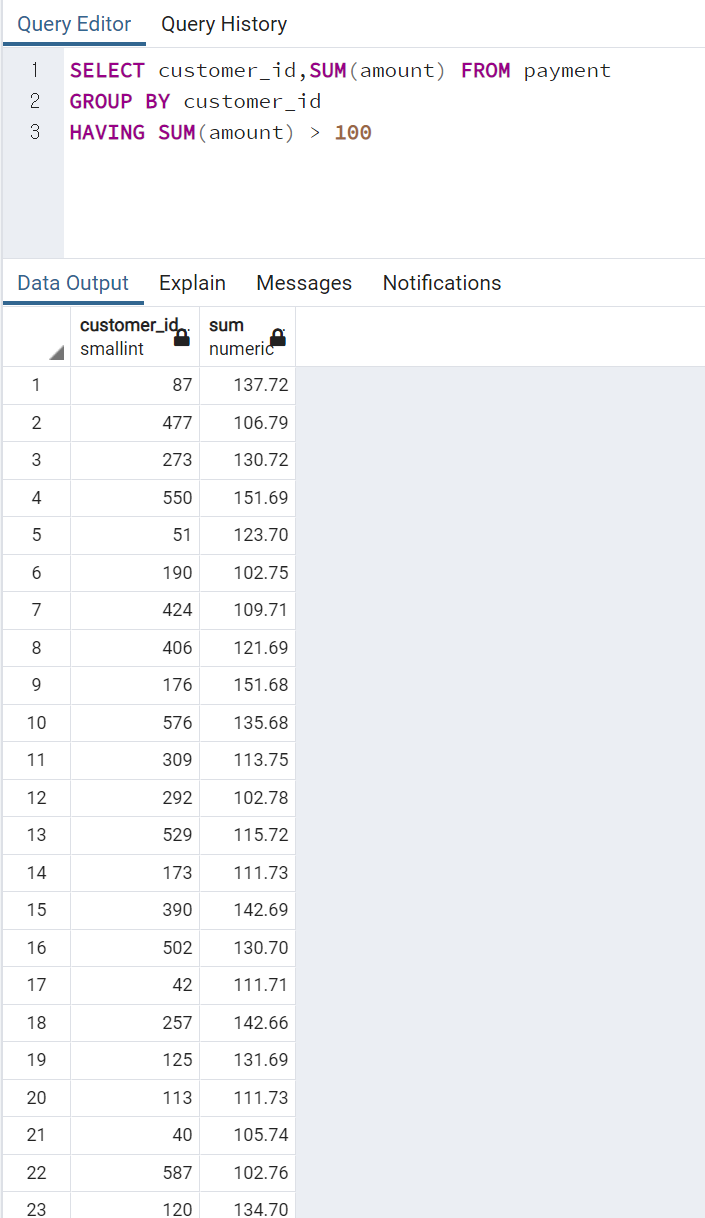 Query Editor Query History
1 SELECT customer_id,SUM(amount) FROM payment
2 GROUP BY customer_id
3 HAVING SUM(amount) > 100
Data Output Explain Messages Notifications
customer_id sum
smallint numeric
1 87 137.72
2 477 106.79
3 273 130.72
4 550 151.69
5 51 123.70
6 190 102.75
7 424 109.71
8 406 121.69
9 176 151.68
10 576 135.68
11 309 113.75
12 292 102.78
13 529 115.72
14 173 111.73
15 390 142.69
16 502 130.70
17 42 111.71
18 257 142.66
19 125 131.69
20 113 111.73
21 40 105.74
22 587 102.76
23 120 134.70